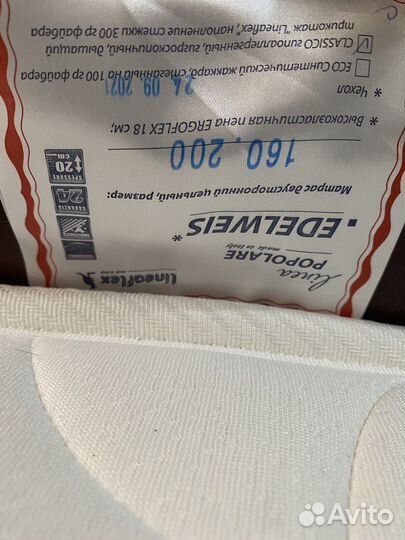 lineaflex
linea
POPOLARE
made in Italy
EDELWEIS*
Матрас двусторонний цельный, размер:
160.200
* Высокоэластичная пена ERGOFLEX 18 см;
* Чехол
24.09.2021
ECO Синтетический жаккард, стеганный на 100 гр файбера
CLASSICO гипоаллергенный, гигроскопичный, дышащий
трикотаж "Lineaflex", наполнение стежки 300 гр файбера
20
cm
24
Avito